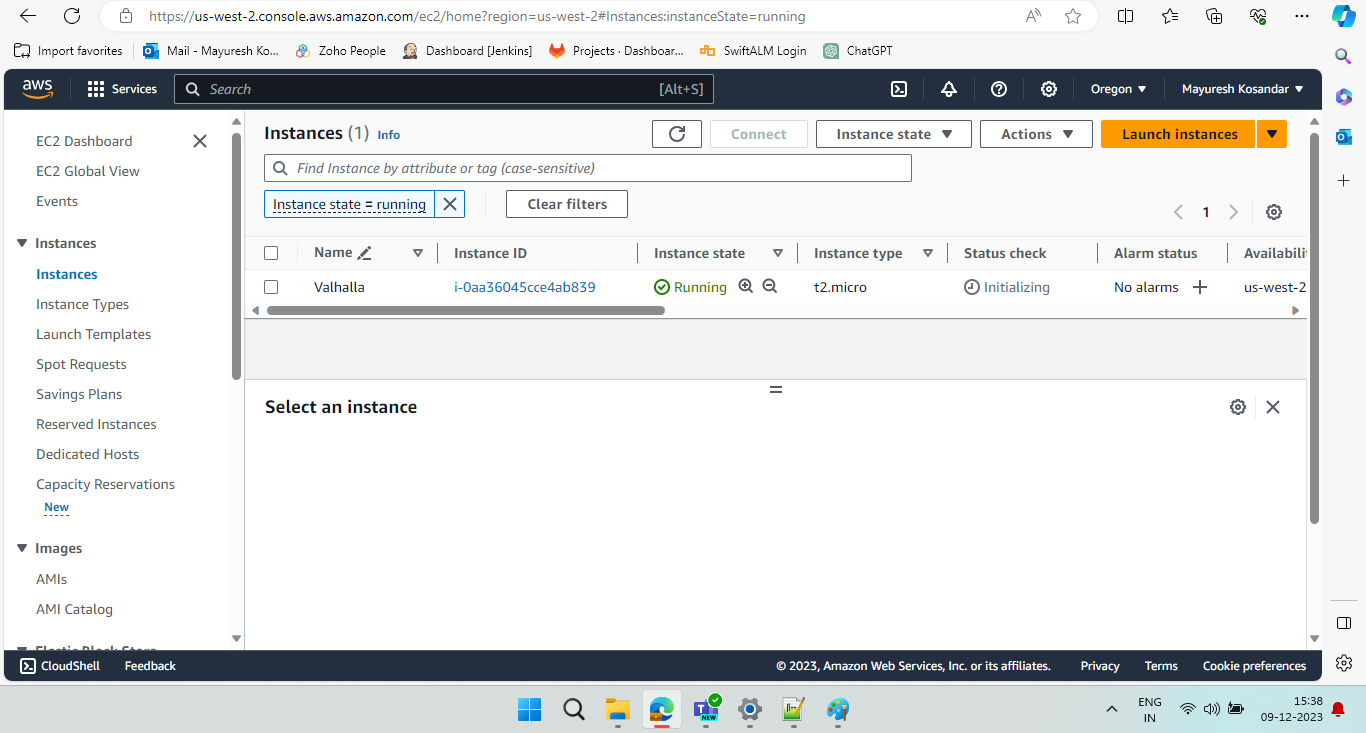 https://us-west-2.console.aws.amazon.com/ec2/home?region=us-west-2#Instances:instanceState=running
Import favorites
Mail - Mayuresh Ko...
Zoho People
Dashboard [Jenkins]
Projects · Dashboar...
SwiftALM Login
ChatGPT
aws
Services
Search
[Alt+S]
Oregon
Mayuresh Kosandar
EC2 Dashboard
EC2 Global View
Events
Instances
Instances
Instance Types
Launch Templates
Spot Requests
Savings Plans
Reserved Instances
Dedicated Hosts
Capacity Reservations
New
Images
AMIs
AMI Catalog
Elastic Block Store
Instances (1) Info
Connect
Instance state
Actions
Launch instances
Find Instance by attribute or tag (case-sensitive)
Instance state = running
Clear filters
1
Name
Instance ID
Instance state
Instance type
Status check
Alarm status
Availabili
Valhalla
i-0aa36045cce4ab839
Running
t2.micro
Initializing
No alarms
us-west-2
Select an instance
CloudShell
Feedback
© 2023, Amazon Web Services, Inc. or its affiliates.
Privacy
Terms
Cookie preferences
NEW
ENG
IN
15:38
09-12-2023